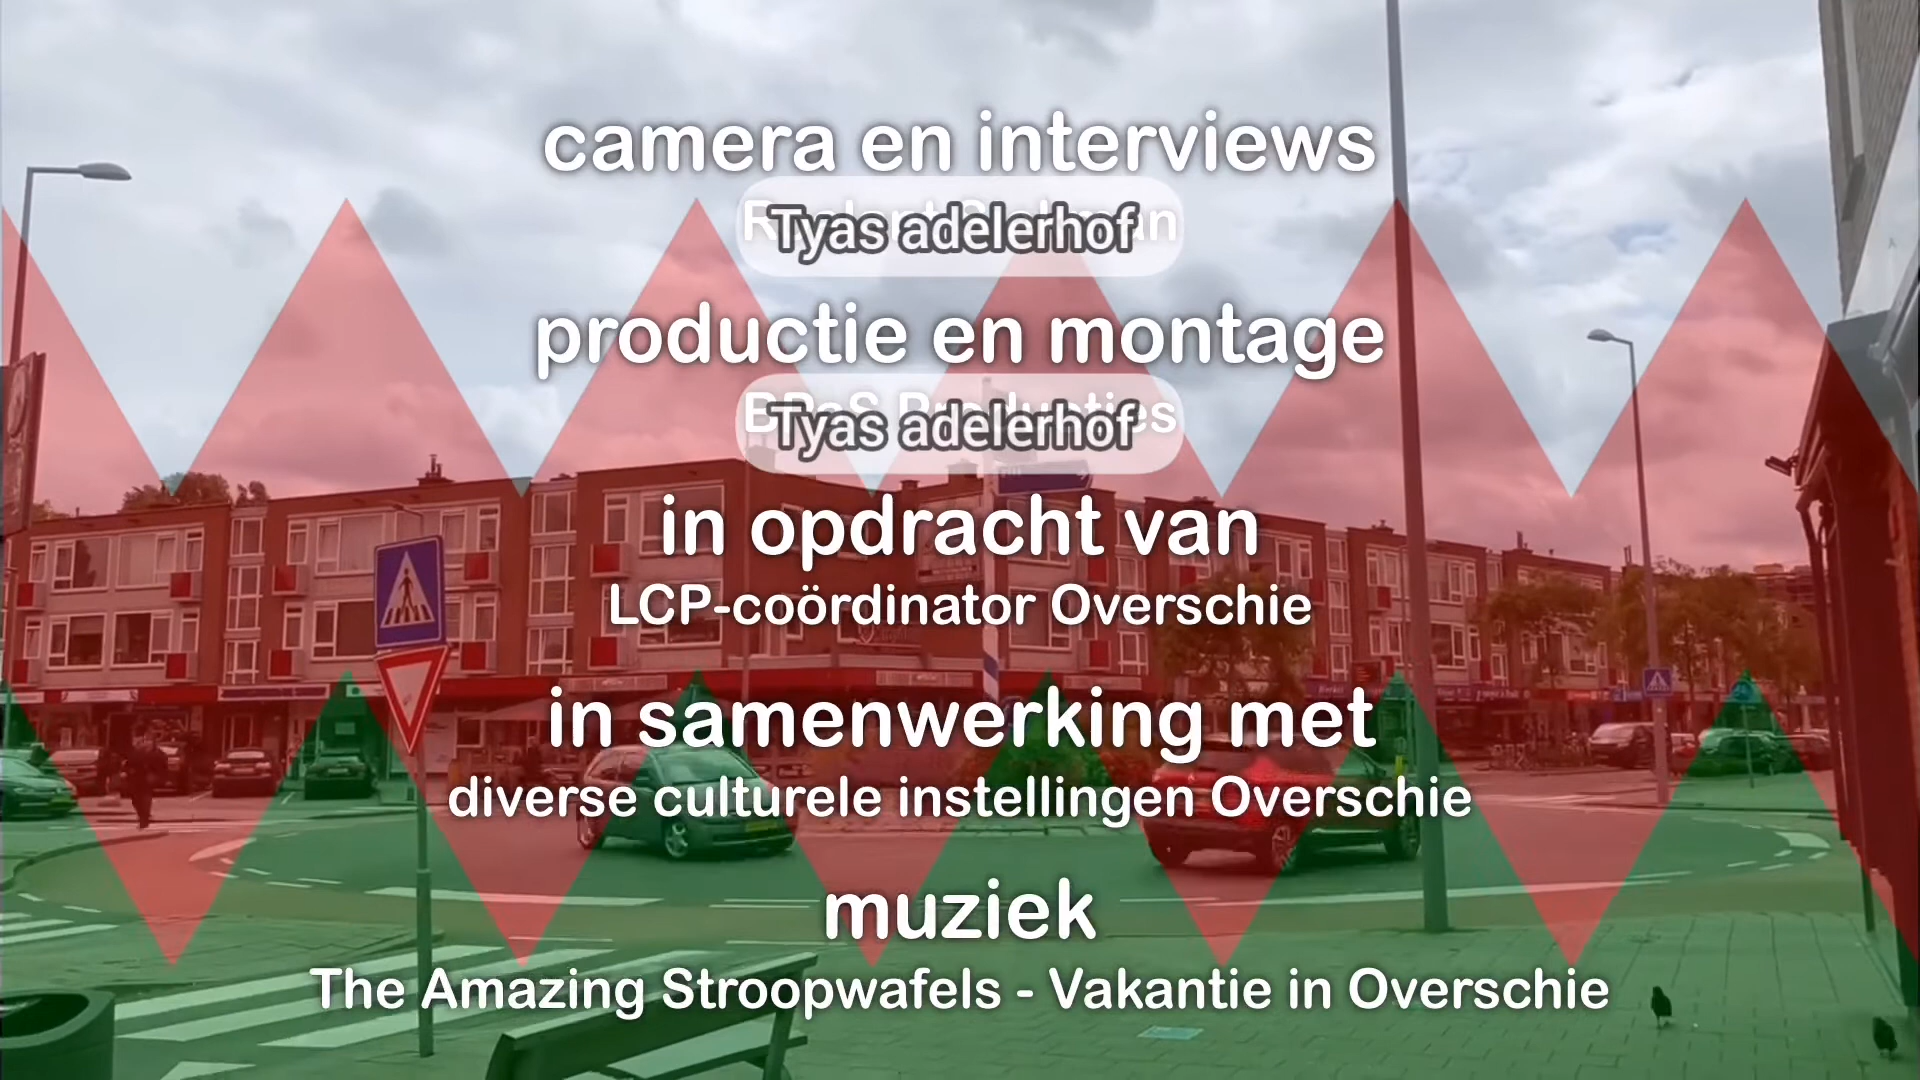 camera en interviews
Tyas adelerhof
productie en montage
Tyas adelerhof
in opdracht van
LCP-coördinator Overschie
in samenwerking met
diverse culturele instellingen Overschie
muziek
The Amazing Stroopwafels - Vakantie in Overschie